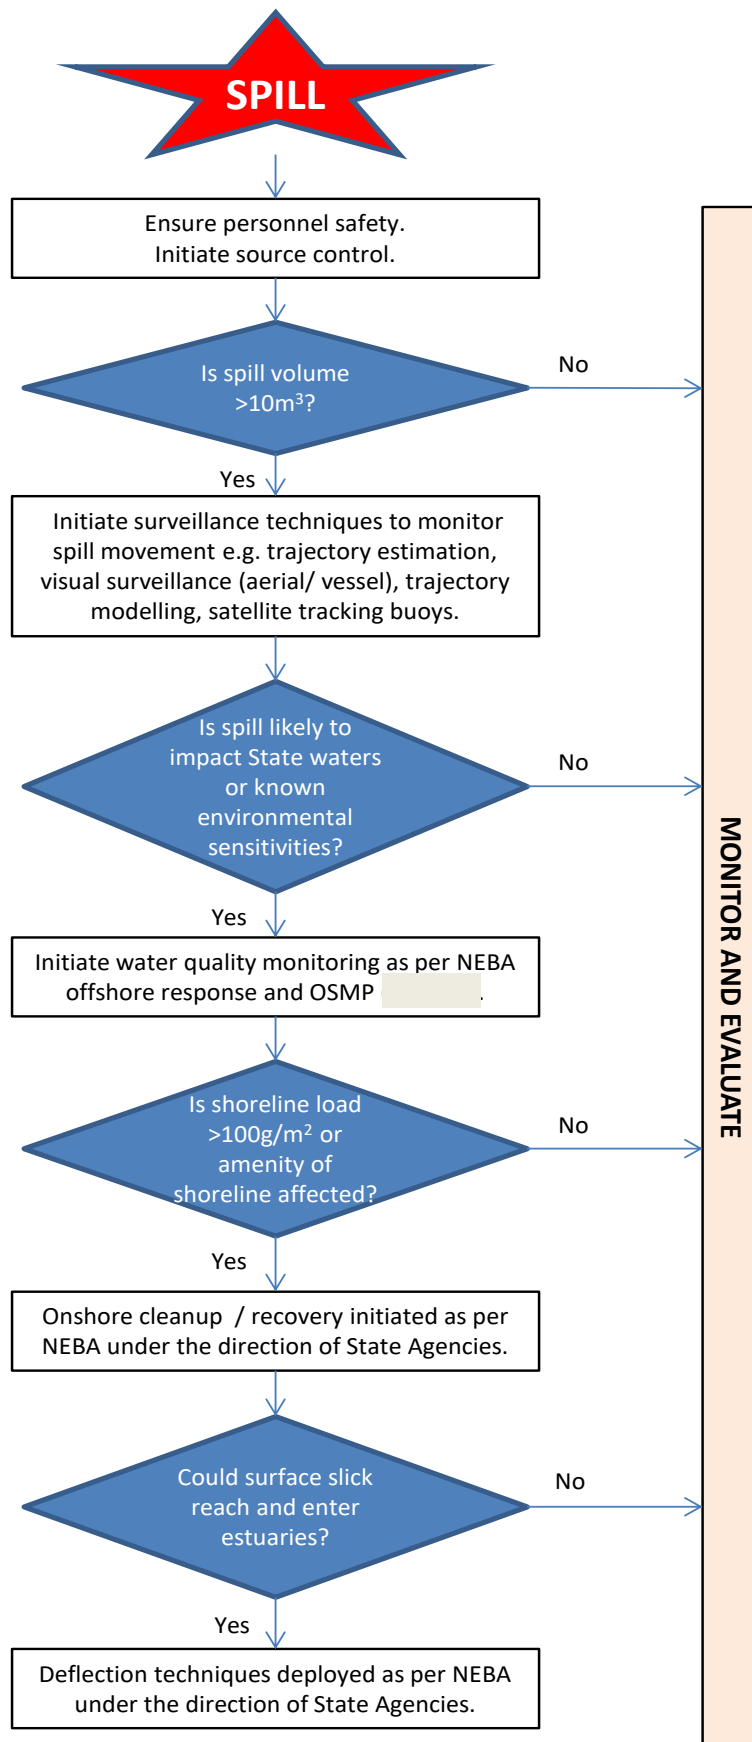 SPILL
Ensure personnel safety.
Initiate source control.
Is spill volume
>10m³?
No
Yes
Initiate surveillance techniques to monitor
spill movement e.g. trajectory estimation,
visual surveillance (aerial/ vessel), trajectory
modelling, satellite tracking buoys.
Is spill likely to
impact State waters
or known
environmental
sensitivities?
No
Yes
Initiate water quality monitoring as per NEBA
offshore response and OSMP .
Is shoreline load
>100g/m² or
amenity of
shoreline affected?
No
Yes
Onshore cleanup / recovery initiated as per
NEBA under the direction of State Agencies.
Could surface slick
reach and enter
estuaries?
No
Yes
Deflection techniques deployed as per NEBA
under the direction of State Agencies.
MONITOR AND EVALUATE